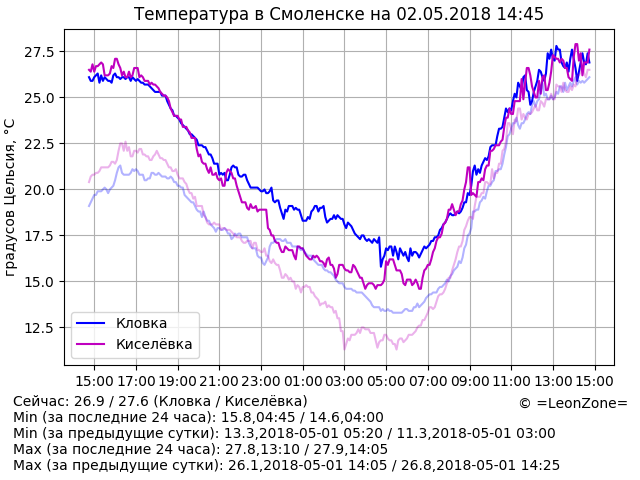 Температура в Смоленске на 02.05.2018 14:45
градусов Цельсия, °C
27.5
25.0
22.5
20.0
17.5
15.0
12.5
Кловка
Киселёвка
15:00 17:00 19:00 21:00 23:00 01:00 03:00 05:00 07:00 09:00 11:00 13:00 15:00
Сейчас: 26.9 / 27.6 (Кловка / Киселёвка)
© =LeonZone=
Min (за последние 24 часа): 15.8,04:45 / 14.6,04:00
Min (за предыдущие сутки): 13.3,2018-05-01 05:20 / 11.3,2018-05-01 03:00
Max (за последние 24 часа): 27.8,13:10 / 27.9,14:05
Max (за предыдущие сутки): 26.1,2018-05-01 14:05 / 26.8,2018-05-01 14:25